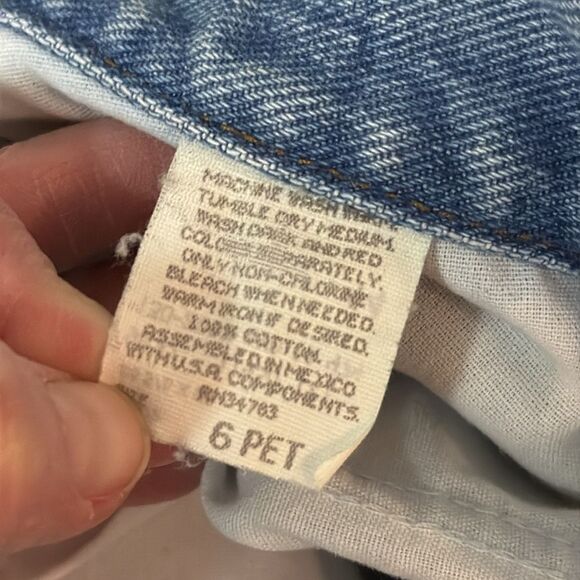 MACHINE WASH WARM
TUMBLE DRY MEDIUM.
WASH DARK AND RED
COLORS SEPARATELY.
ONLY NON-CHLORINE
BLEACH WHEN NEEDED.
WARM IRON IF DESIRED.
100% COTTON.
ASSEMBLED IN MEXICO
WITH U.S.A. COMPONENTS.
RN34783
6 PET